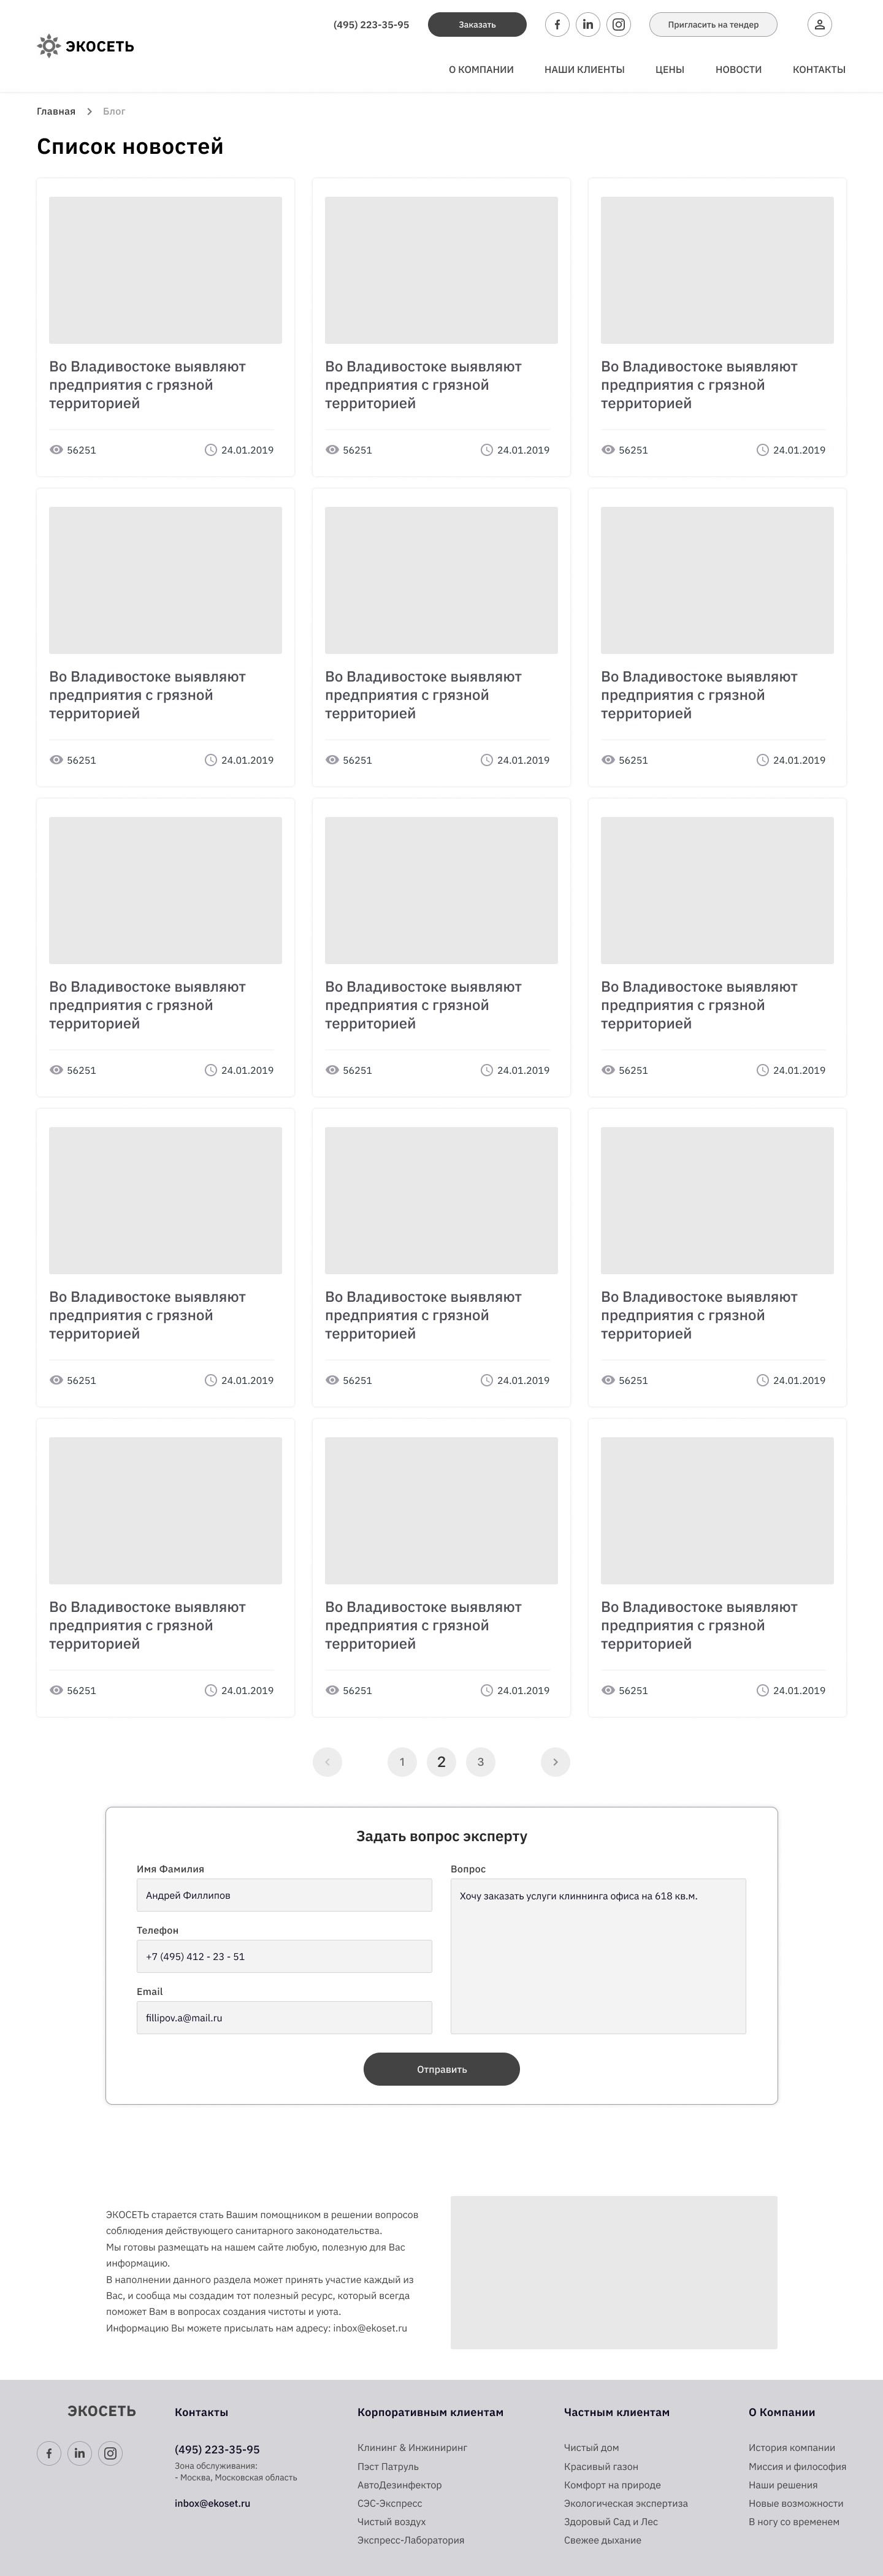 (495) 223-35-95
Заказать
Пригласить на тендер
ЭКОСЕТЬ
О КОМПАНИИ НАШИ КЛИЕНТЫ ЦЕНЫ НОВОСТИ КОНТАКТЫ
Главная Блог
Список новостей
Во Владивостоке выявляют
предприятия с грязной
территорией
56251 24.01.2019
Во Владивостоке выявляют
предприятия с грязной
территорией
56251 24.01.2019
Во Владивостоке выявляют
предприятия с грязной
территорией
56251 24.01.2019
Во Владивостоке выявляют
предприятия с грязной
территорией
56251 24.01.2019
Во Владивостоке выявляют
предприятия с грязной
территорией
56251 24.01.2019
Во Владивостоке выявляют
предприятия с грязной
территорией
56251 24.01.2019
Во Владивостоке выявляют
предприятия с грязной
территорией
56251 24.01.2019
Во Владивостоке выявляют
предприятия с грязной
территорией
56251 24.01.2019
Во Владивостоке выявляют
предприятия с грязной
территорией
56251 24.01.2019
Во Владивостоке выявляют
предприятия с грязной
территорией
56251 24.01.2019
Во Владивостоке выявляют
предприятия с грязной
территорией
56251 24.01.2019
Во Владивостоке выявляют
предприятия с грязной
территорией
56251 24.01.2019
Во Владивостоке выявляют
предприятия с грязной
территорией
56251 24.01.2019
Во Владивостоке выявляют
предприятия с грязной
территорией
56251 24.01.2019
Во Владивостоке выявляют
предприятия с грязной
территорией
56251 24.01.2019
1 2 3
Задать вопрос эксперту
Имя Фамилия
Андрей Филлипов
Телефон
+7 (495) 412 - 23 - 51
Email
fillipov.a@mail.ru
Вопрос
Хочу заказать услуги клиннинга офиса на 618 кв.м.
Отправить
ЭКОСЕТЬ старается стать Вашим помощником в решении вопросов
соблюдения действующего санитарного законодательства.
Мы готовы размещать на нашем сайте любую, полезную для Вас
информацию.
В наполнении данного раздела может принять участие каждый из
Вас, и сообща мы создадим тот полезный ресурс, который всегда
поможет Вам в вопросах создания чистоты и уюта.
Информацию Вы можете присылать нам адресу: inbox@ekoset.ru
ЭКОСЕТЬ
Контакты
(495) 223-35-95
Зона обслуживания:
- Москва, Московская область
inbox@ekoset.ru
Корпоративным клиентам
Клининг & Инжиниринг
Пэст Патруль
АвтоДезинфектор
СЭС-Экспресс
Чистый воздух
Экспресс-Лаборатория
Частным клиентам
Чистый дом
Красивый газон
Комфорт на природе
Экологическая экспертиза
Здоровый Сад и Лес
Свежее дыхание
О Компании
История компании
Миссия и философия
Наши решения
Новые возможности
В ногу со временем